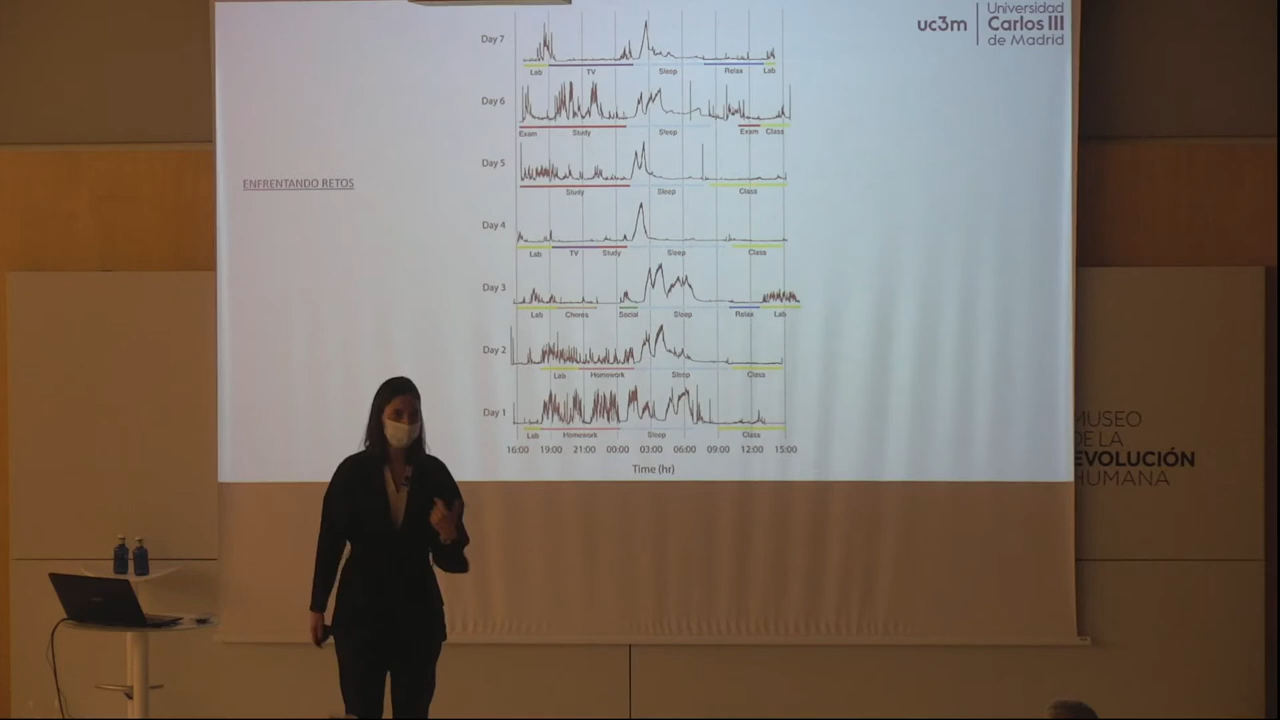 uc3m
Universidad
Carlos III
de Madrid
ENFRENTANDO RETOS
Day 7
Lab TV Sleep Relax Lab
Day 6
Exam Study Sleep Exam Class
Day 5
Study Sleep Class
Day 4
Lab TV Study Sleep Class
Day 3
Lab Chores Social Sleep Relax Lab
Day 2
Lab Homework Sleep Class
Day 1
Lab Homework Sleep Class
16:00 19:00 21:00 00:00 03:00 06:00 09:00 12:00 15:00
Time (hr)
MUSEO
DE LA
EVOLUCIÓN
HUMANA